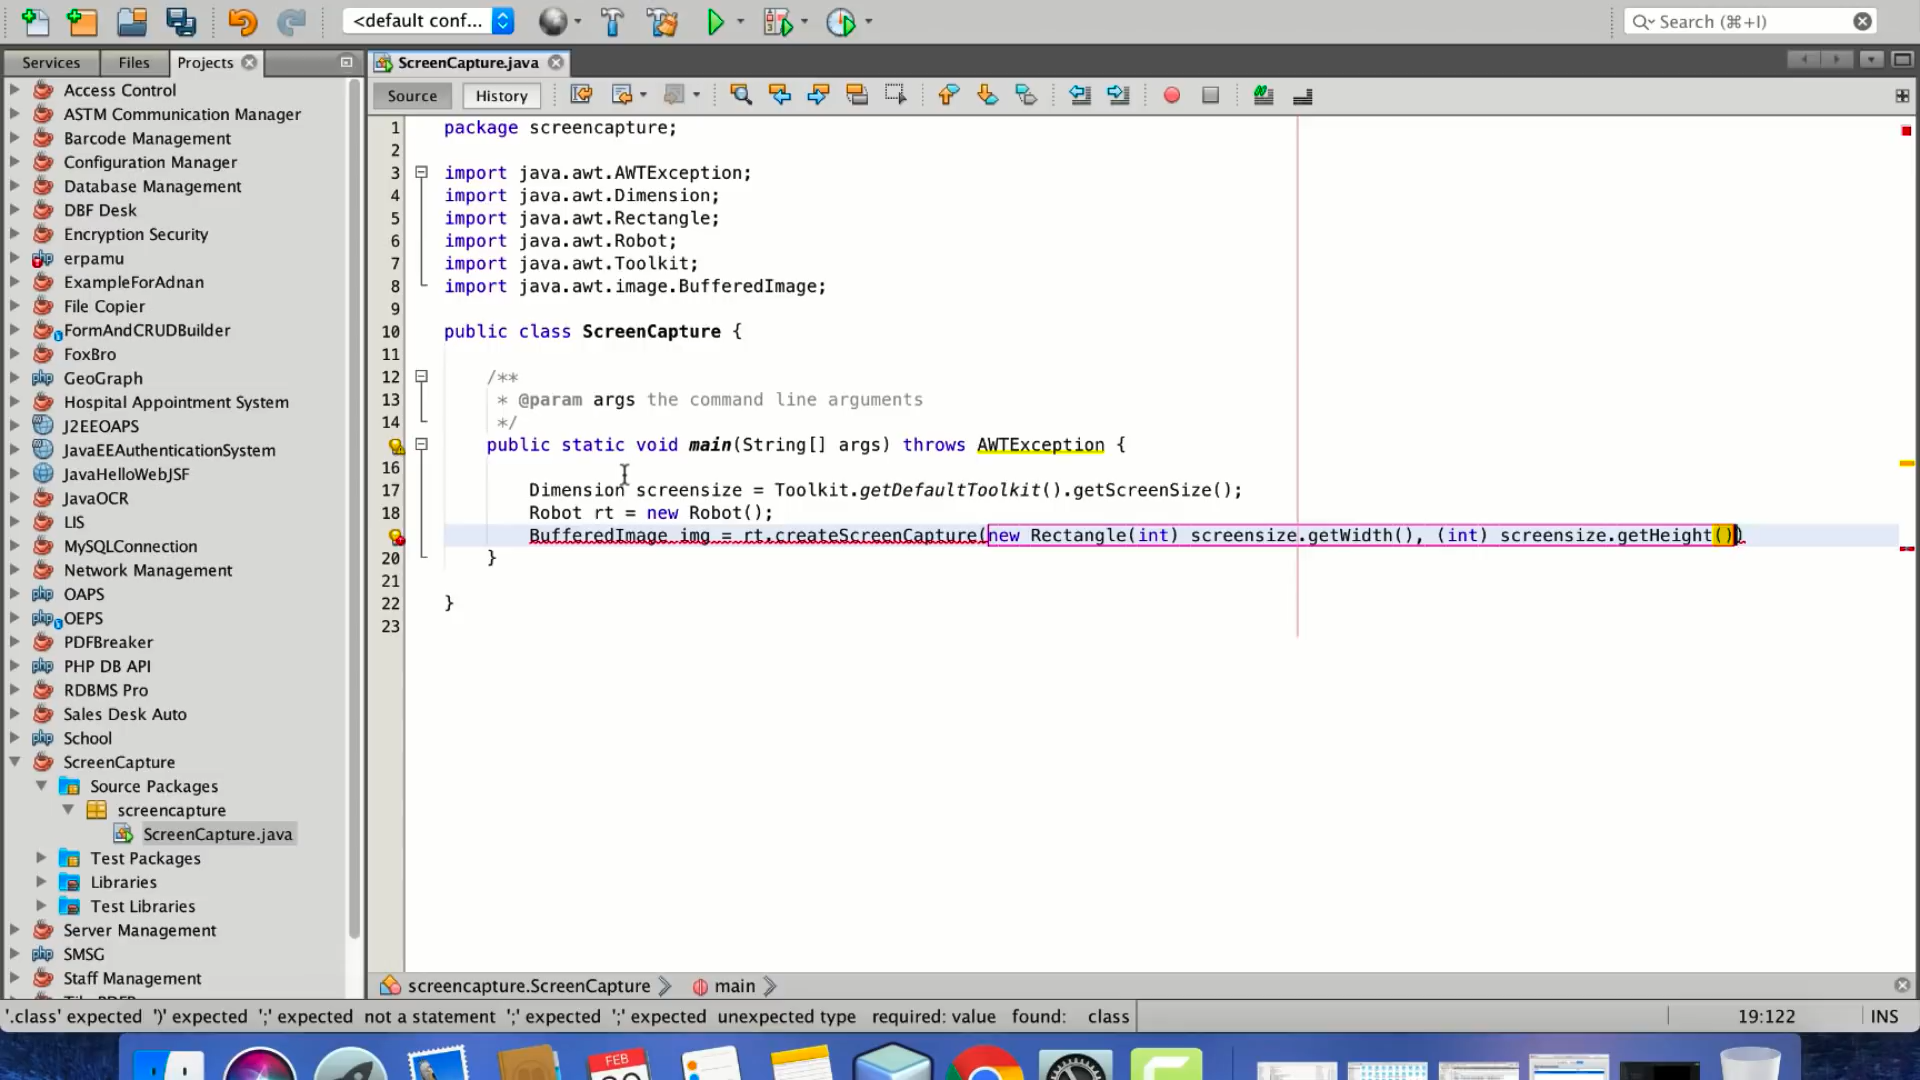 <default conf...
Search (⌘+I)
Services Files Projects
ScreenCapture.java
Source History
Access Control
ASTM Communication Manager
Barcode Management
Configuration Manager
Database Management
DBF Desk
Encryption Security
erpamu
ExampleForAdnan
File Copier
FormAndCRUDBuilder
FoxBro
GeoGraph
Hospital Appointment System
J2EEOAPS
JavaEEAuthenticationSystem
JavaHelloWebJSF
JavaOCR
LIS
MySQLConnection
Network Management
OAPS
OEPS
PDFBreaker
PHP DB API
RDBMS Pro
Sales Desk Auto
School
ScreenCapture
Source Packages
screencapture
ScreenCapture.java
Test Packages
Libraries
Test Libraries
Server Management
SMSG
Staff Management
1 package screencapture;
2
3 import java.awt.AWTException;
4 import java.awt.Dimension;
5 import java.awt.Rectangle;
6 import java.awt.Robot;
7 import java.awt.Toolkit;
8 import java.awt.image.BufferedImage;
9
10 public class ScreenCapture {
11
12 /**
13 * @param args the command line arguments
14 */
public static void main(String[] args) throws AWTException {
16
17 Dimension screensize = Toolkit.getDefaultToolkit().getScreenSize();
18 Robot rt = new Robot();
BufferedImage img = rt.createScreenCapture(new Rectangle(int) screensize.getWidth(), (int) screensize.getHeight())
20 }
21
22 }
23
screencapture.ScreenCapture main
'.class' expected ')' expected ';' expected not a statement ';' expected ';' expected unexpected type required: value found: class
19:122 INS
FEB